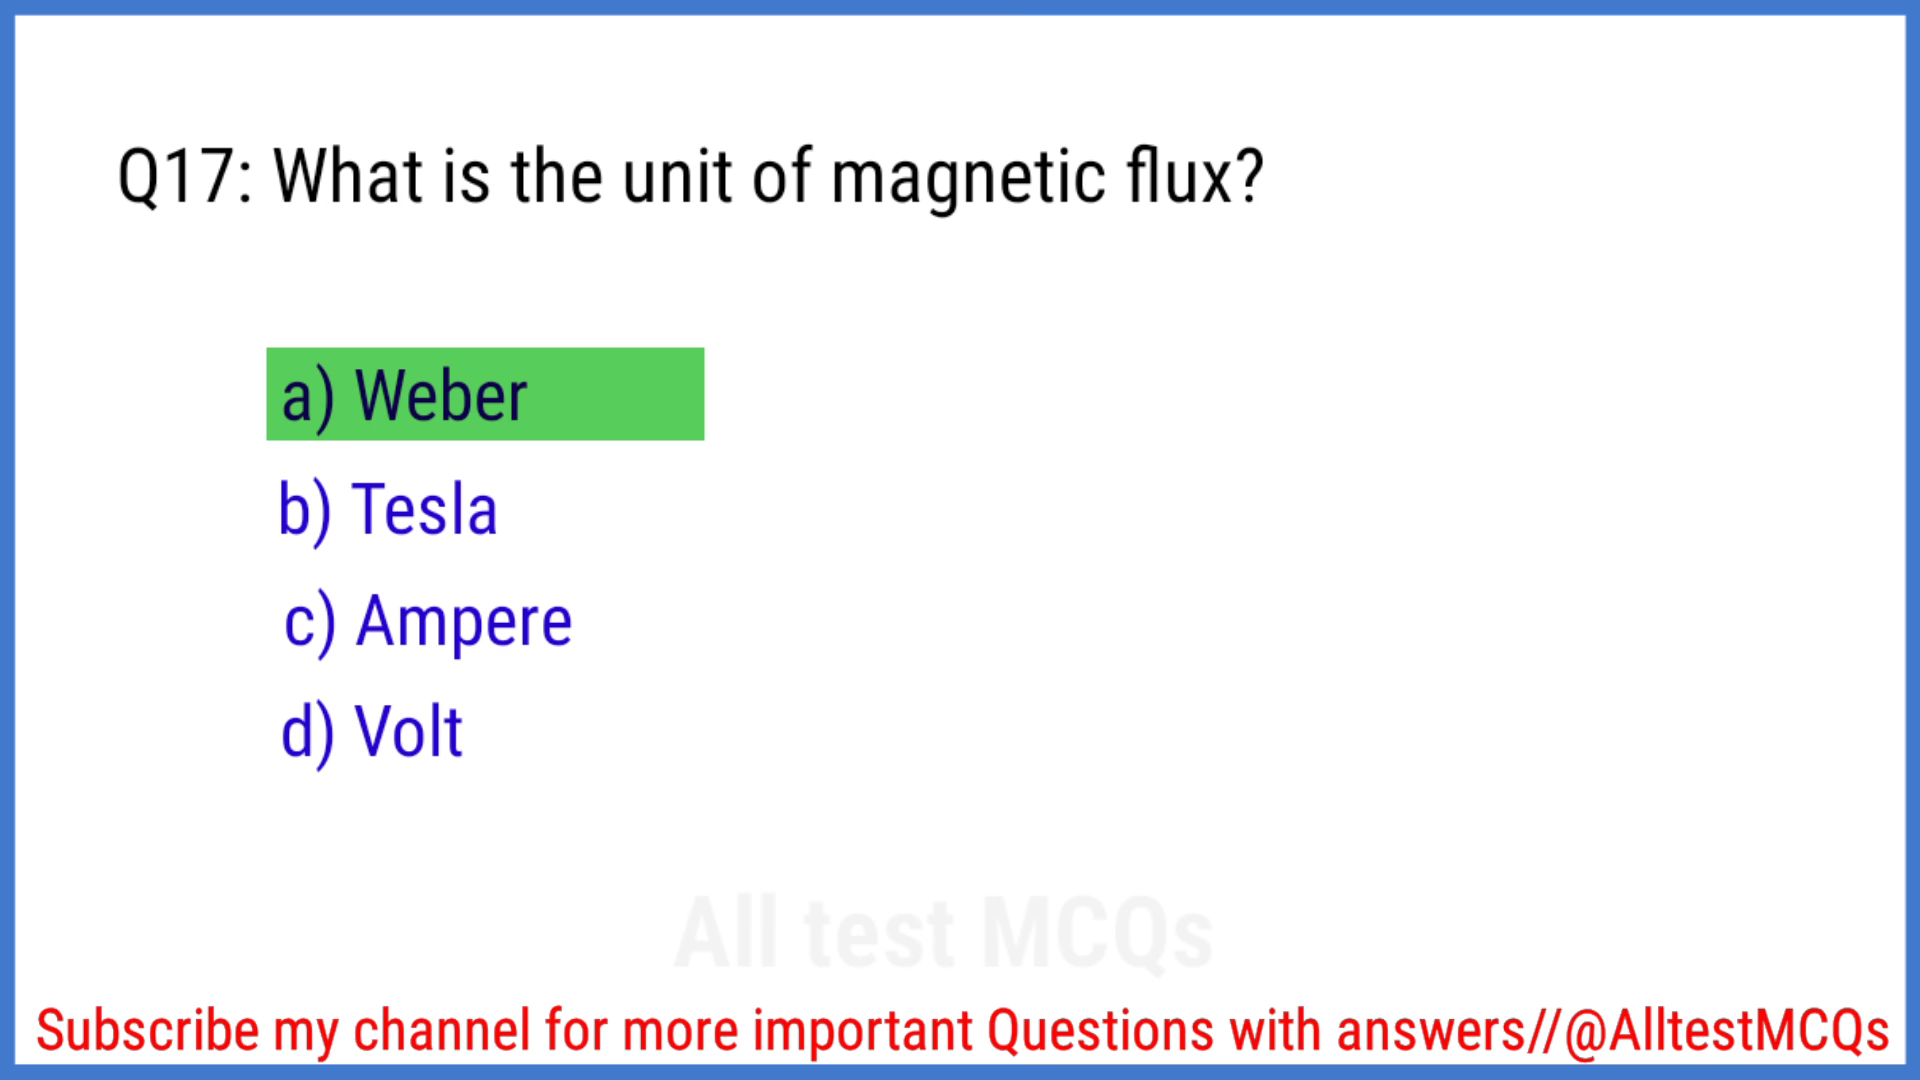 Q17: What is the unit of magnetic flux?
a) Weber
b) Tesla
c) Ampere
d) Volt
All test MCQs
Subscribe my channel for more important Questions with answers//@AlltestMCQs